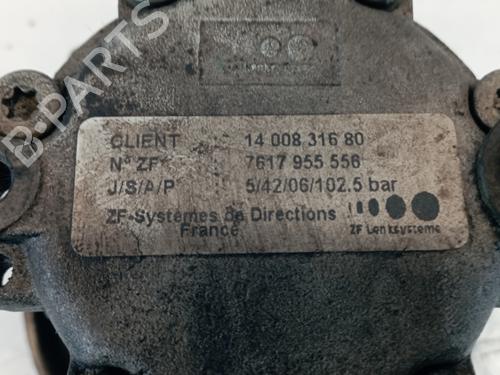 B-PARTS
CLIENT 14 008 316 80
N° ZF 7617 955 556
J/S/A/P 5/42/06/102.5 bar
ZF-Systèmes de Directions
France
ZF Lenksysteme